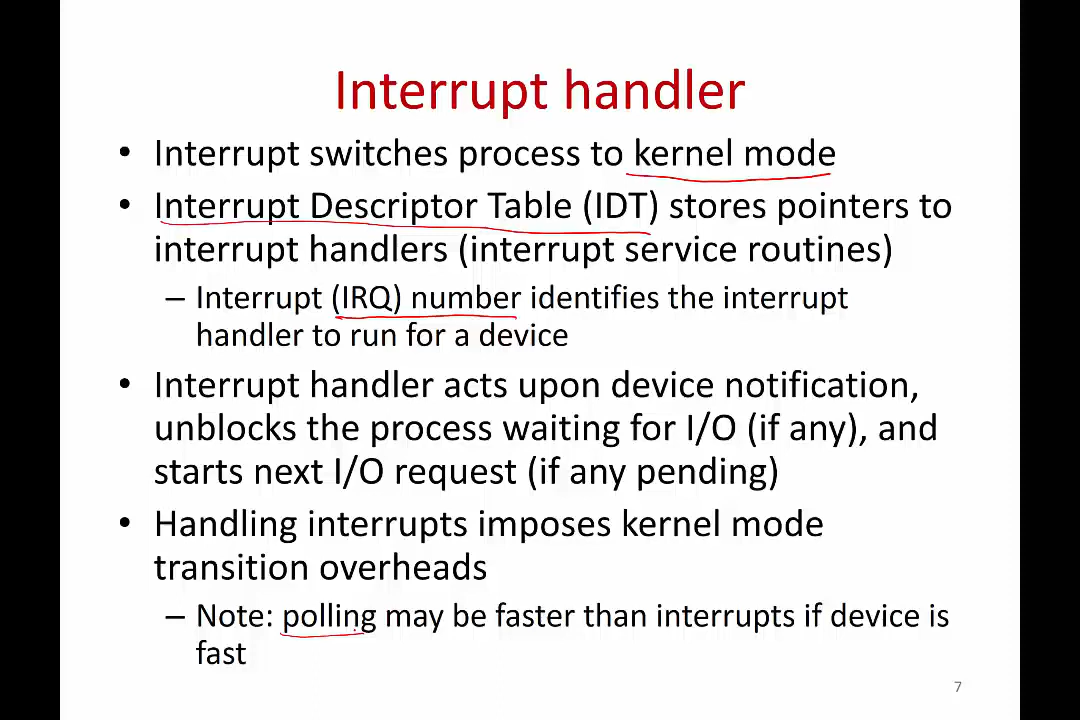 Interrupt handler
• Interrupt switches process to kernel mode
• Interrupt Descriptor Table (IDT) stores pointers to
interrupt handlers (interrupt service routines)
– Interrupt (IRQ) number identifies the interrupt
handler to run for a device
• Interrupt handler acts upon device notification,
unblocks the process waiting for I/O (if any), and
starts next I/O request (if any pending)
• Handling interrupts imposes kernel mode
transition overheads
– Note: polling may be faster than interrupts if device is
fast
7